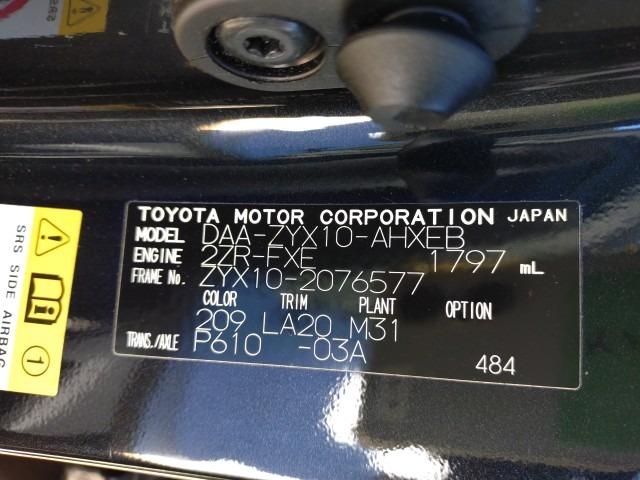 TOYOTA MOTOR CORPORATION JAPAN
MODEL DAA-ZYX10-AHXEB
ENGINE 2ZR-FXE 1797 mL
FRAME No. ZYX10-2076577
COLOR TRIM PLANT OPTION
209 LA20 M31
TRANS./AXLE P610 -03A
484
SRS SIDE AIRBAG
1